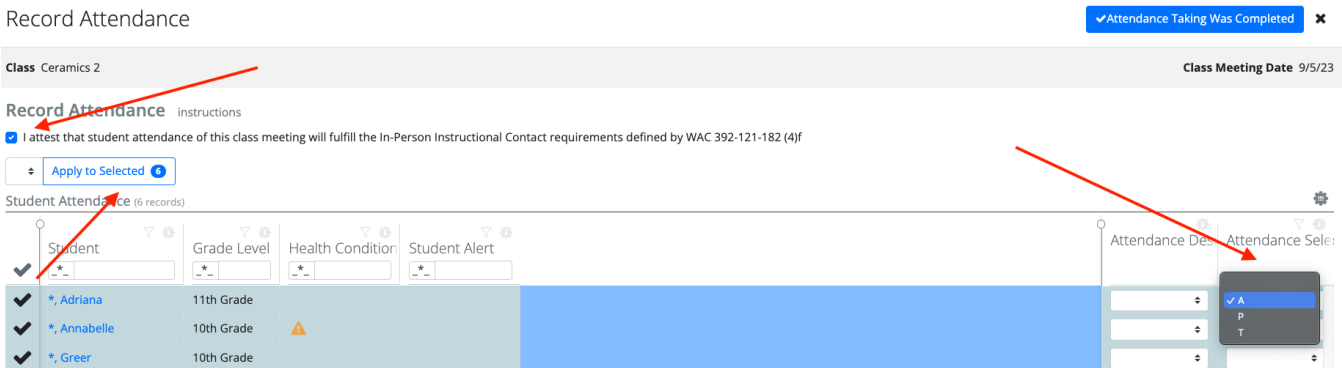 Record Attendance
Attendance Taking Was Completed
Class Ceramics 2
Class Meeting Date 9/5/23
Record Attendance instructions
I attest that student attendance of this class meeting will fulfill the In-Person Instructional Contact requirements defined by WAC 392-121-182 (4)f
Apply to Selected 6
Student Attendance (6 records)
Student Grade Level Health Condition Student Alert Attendance Des Attendance Sele
_*_ _*_ _*_ _*_
*, Adriana 11th Grade A
P
*, Annabelle 10th Grade T
*, Greer 10th Grade